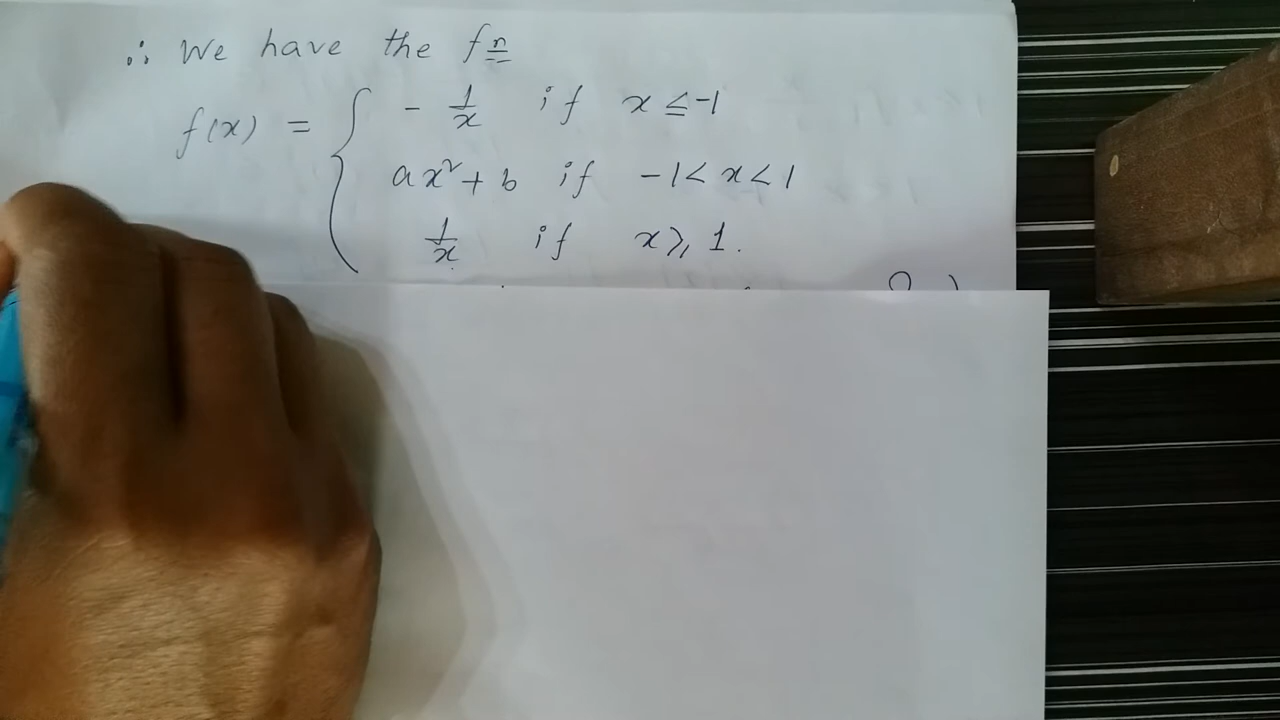 ∴ We have the fn
f(x) = { - 1/x if x ≤ -1
ax² + b if -1 < x < 1
1/x if x ≥ 1.